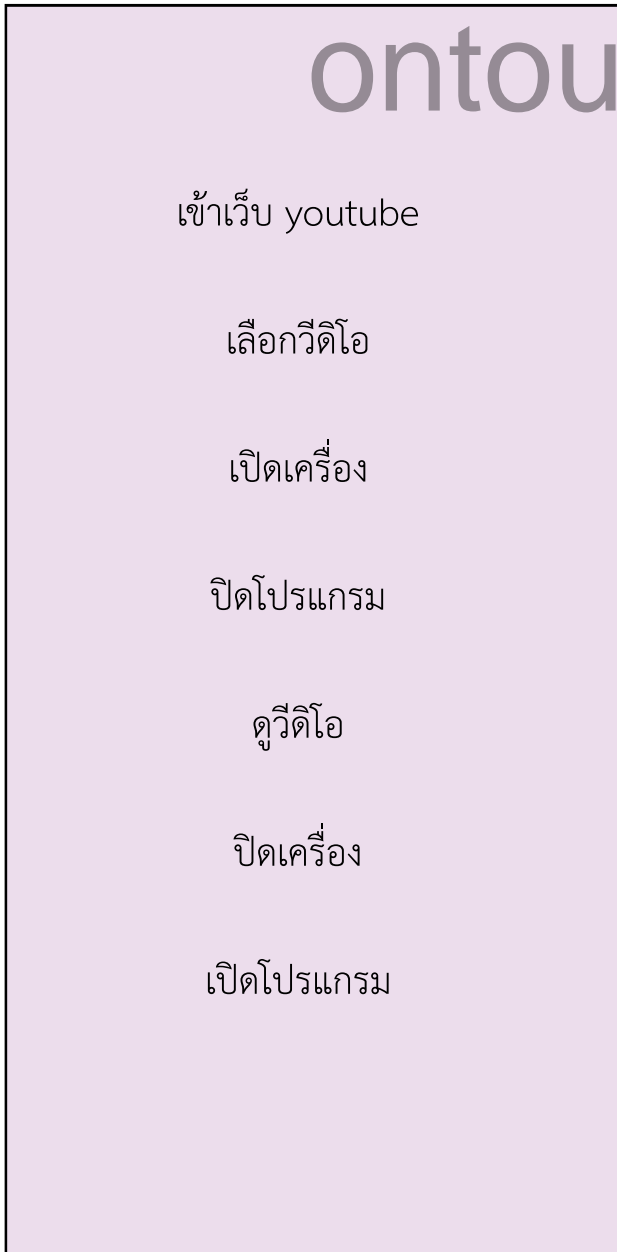 ontou
เข้าเว็บ youtube
เลือกวีดิโอ
เปิดเครื่อง
ปิดโปรแกรม
ดูวีดิโอ
ปิดเครื่อง
เปิดโปรแกรม